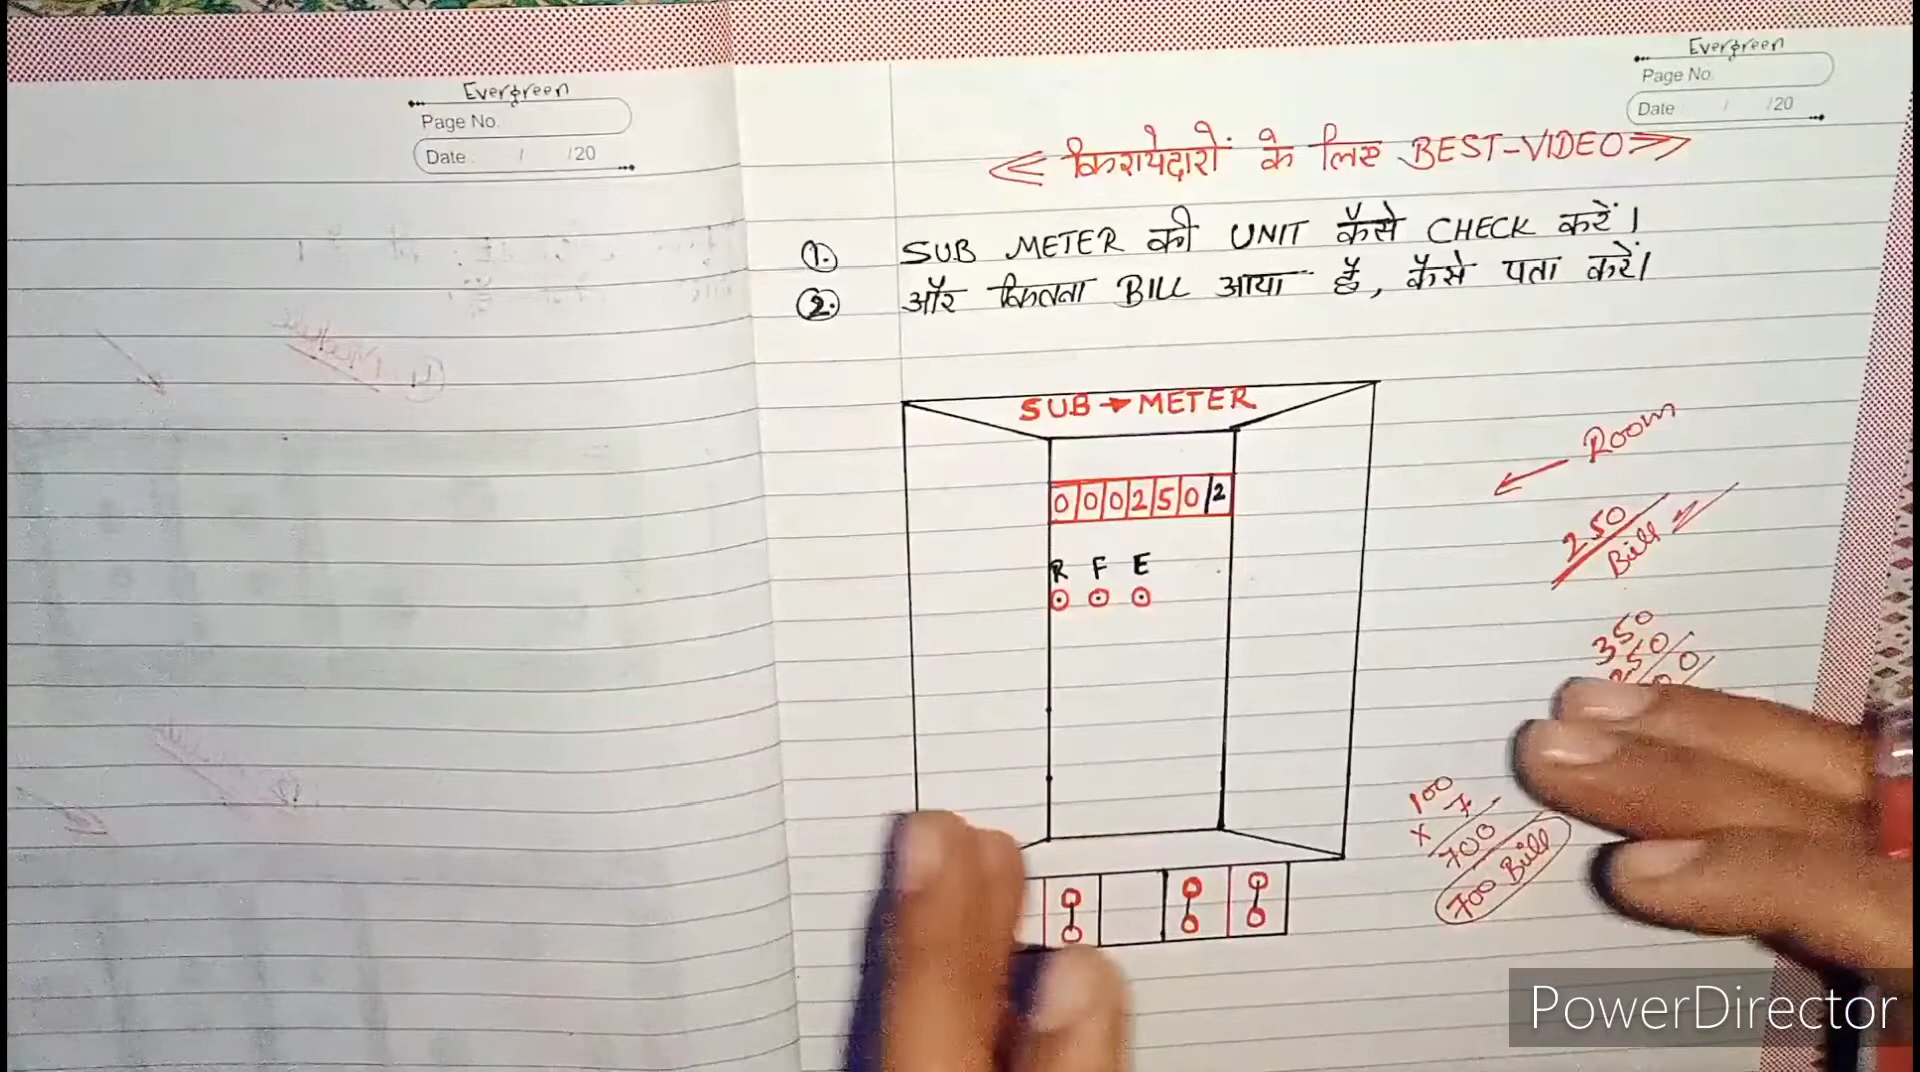 Evergreen
Page No.
Date / /20
Evergreen
Page No.
Date / /20
किरायेदारों के लिए BEST-VIDEO
1. SUB METER की UNIT कैसे CHECK करें।
2. और कितना BILL आया है, कैसे पता करें।
SUB METER
0 0 0 2 5 0 / 2
R F E
Room
250
Bill
350
250
100
x 7
700
700 Bill
PowerDirector